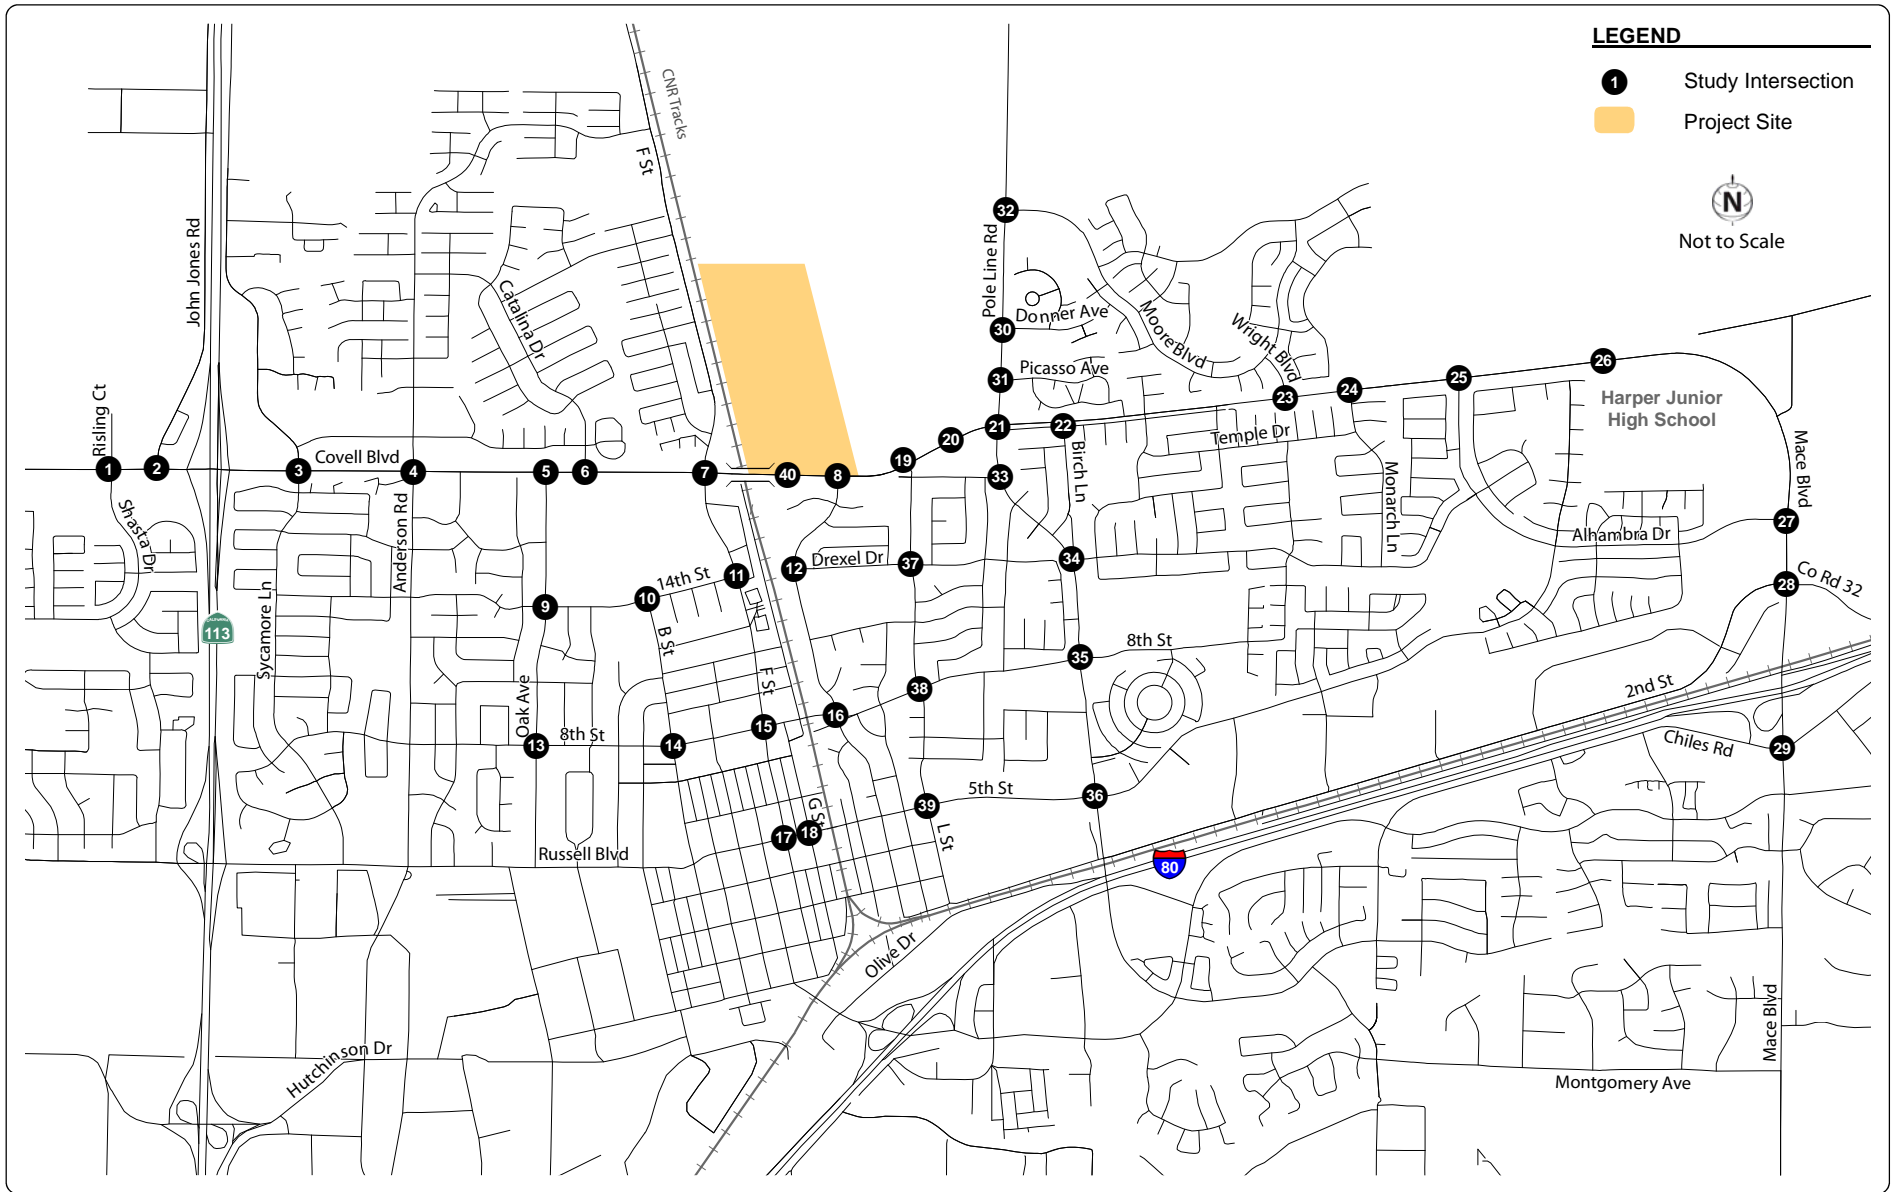 LEGEND
1 Study Intersection
Project Site
N
Not to Scale
CNR Tracks
F St
John Jones Rd
Catalina Dr
32
Pole Line Rd
Donner Ave
30
Moore Blvd
Wright Blvd
Picasso Ave
31
26
25
24
23
Harper Junior
High School
Risling Ct
21
22
20
19
Temple Dr
Birch Ln
Monarch Ln
Mace Blvd
1
2
3
Covell Blvd
4
5
6
7
40
8
33
Shasta Dr
Anderson Rd
27
Alhambra Dr
14th St
11
12
Drexel Dr
37
34
28
Co Rd 32
10
9
CALIFORNIA
113
Sycamore Ln
B St
F St
35
8th St
38
2nd St
Oak Ave
13
8th St
14
15
16
Chiles Rd
29
5th St
36
39
G St
17
18
L St
Russell Blvd
80
Olive Dr
Mace Blvd
Hutchinson Dr
Montgomery Ave